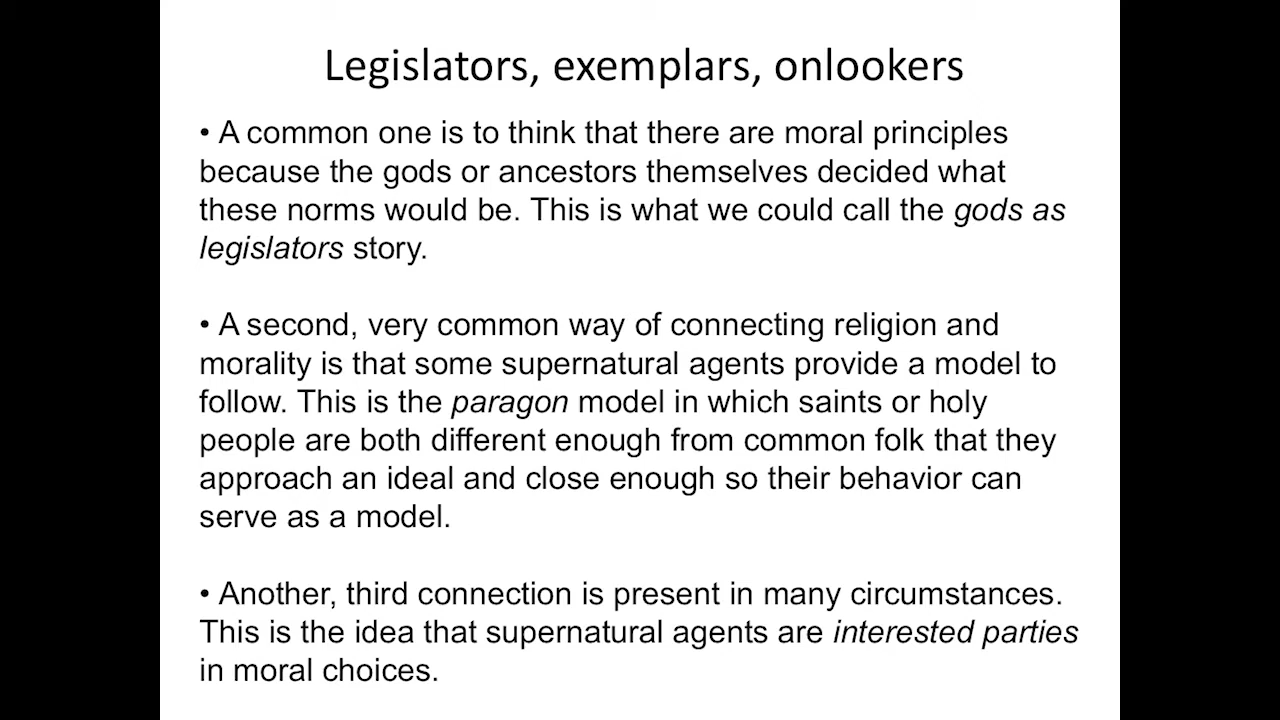 Legislators, exemplars, onlookers
• A common one is to think that there are moral principles
because the gods or ancestors themselves decided what
these norms would be. This is what we could call the gods as
legislators story.
• A second, very common way of connecting religion and
morality is that some supernatural agents provide a model to
follow. This is the paragon model in which saints or holy
people are both different enough from common folk that they
approach an ideal and close enough so their behavior can
serve as a model.
• Another, third connection is present in many circumstances.
This is the idea that supernatural agents are interested parties
in moral choices.